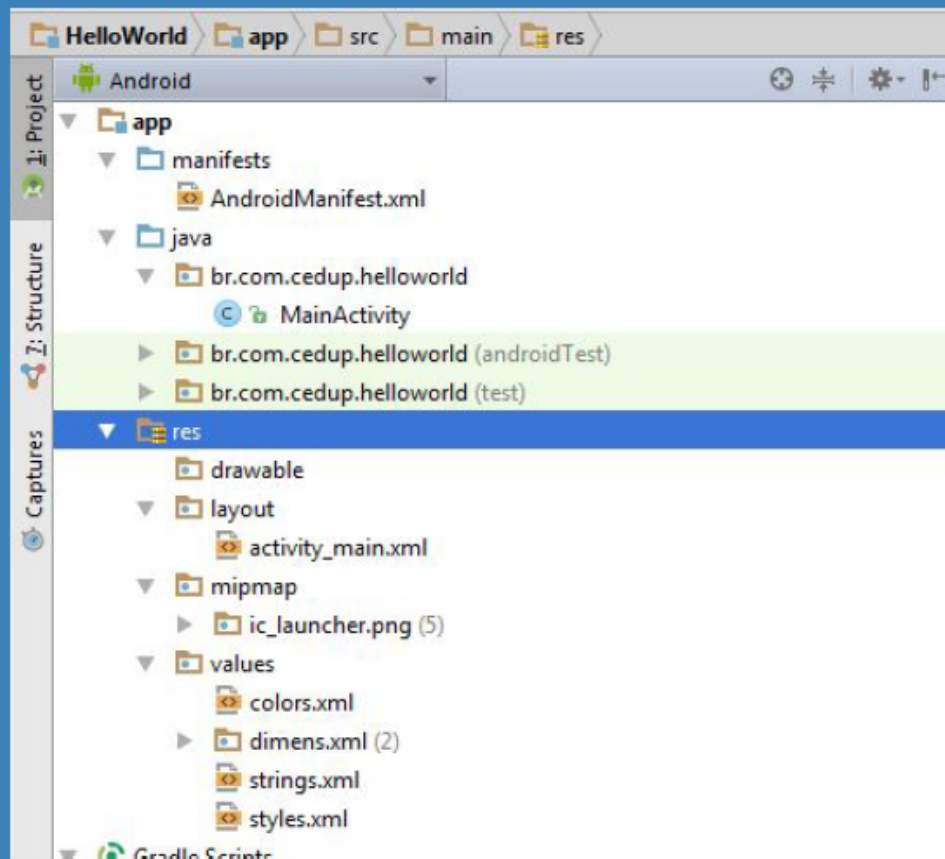 HelloWorld app src main res
1: Project
Android
app
manifests
AndroidManifest.xml
java
br.com.cedup.helloworld
MainActivity
7: Structure
br.com.cedup.helloworld (androidTest)
br.com.cedup.helloworld (test)
res
Captures
drawable
layout
activity_main.xml
mipmap
ic_launcher.png (5)
values
colors.xml
dimens.xml (2)
strings.xml
styles.xml
Gradle Scripts